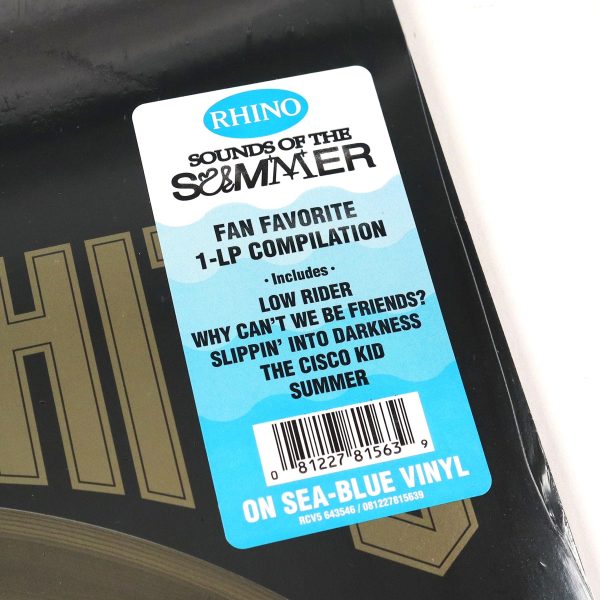 RHINO
SOUNDS OF THE
SUMMER
FAN FAVORITE
1-LP COMPILATION
· Includes ·
LOW RIDER
WHY CAN'T WE BE FRIENDS?
SLIPPIN' INTO DARKNESS
THE CISCO KID
SUMMER
0 81227 81563 9
ON SEA-BLUE VINYL
RCV5 643546 / 081227815639
HITS